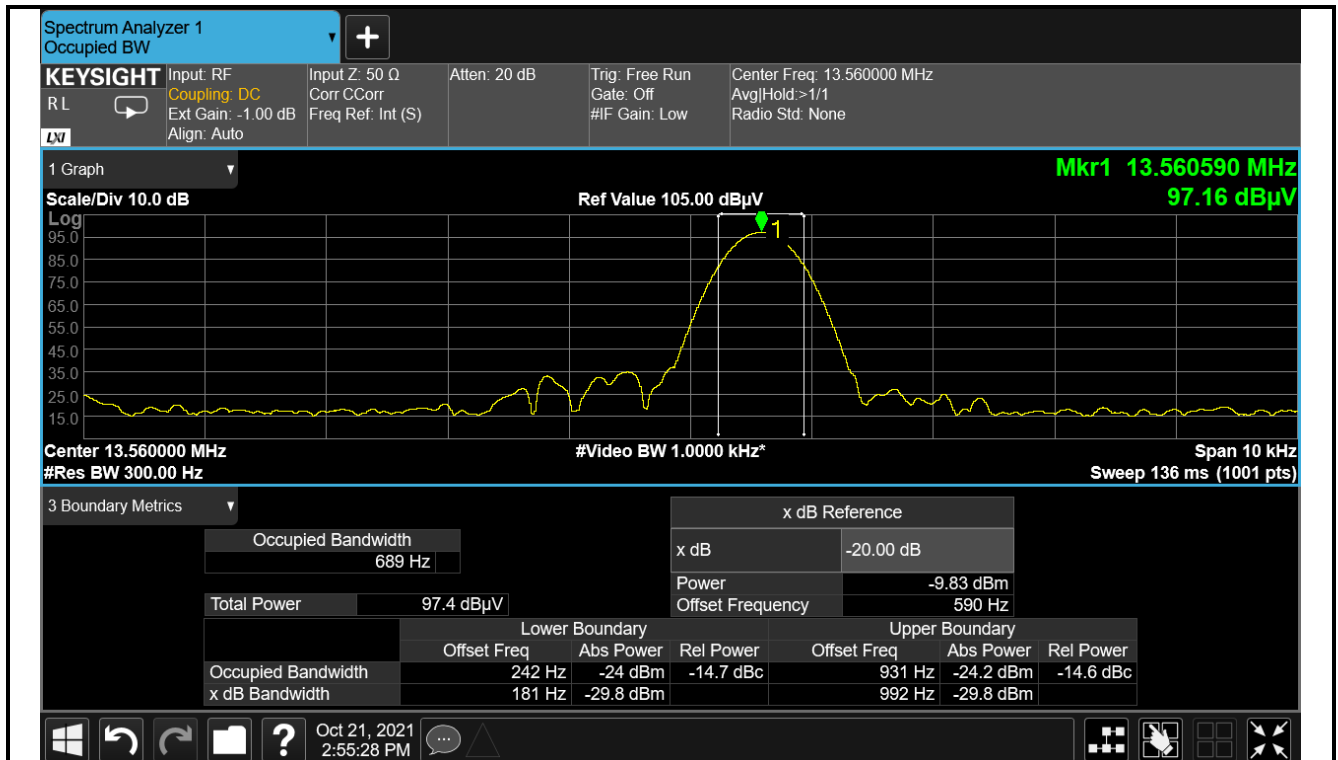 Spectrum Analyzer 1
Occupied BW
KEYSIGHT
R L
LXI
Input: RF
Coupling: DC
Ext Gain: -1.00 dB
Align: Auto
Input Z: 50 Ω
Corr CCorr
Freq Ref: Int (S)
Atten: 20 dB
Trig: Free Run
Gate: Off
#IF Gain: Low
Center Freq: 13.560000 MHz
Avg|Hold:>1/1
Radio Std: None
1 Graph
Mkr1 13.560590 MHz
97.16 dBµV
Scale/Div 10.0 dB
Ref Value 105.00 dBµV
Log
1
95.0
85.0
75.0
65.0
55.0
45.0
35.0
25.0
15.0
Center 13.560000 MHz
#Video BW 1.0000 kHz*
Span 10 kHz
#Res BW 300.00 Hz
Sweep 136 ms (1001 pts)
3 Boundary Metrics
Occupied Bandwidth
689 Hz
Total Power 97.4 dBµV
x dB Reference
x dB -20.00 dB
Power -9.83 dBm
Offset Frequency 590 Hz
Lower Boundary Upper Boundary
Offset Freq Abs Power Rel Power Offset Freq Abs Power Rel Power
Occupied Bandwidth 242 Hz -24 dBm -14.7 dBc 931 Hz -24.2 dBm -14.6 dBc
x dB Bandwidth 181 Hz -29.8 dBm 992 Hz -29.8 dBm
?
Oct 21, 2021
2:55:28 PM